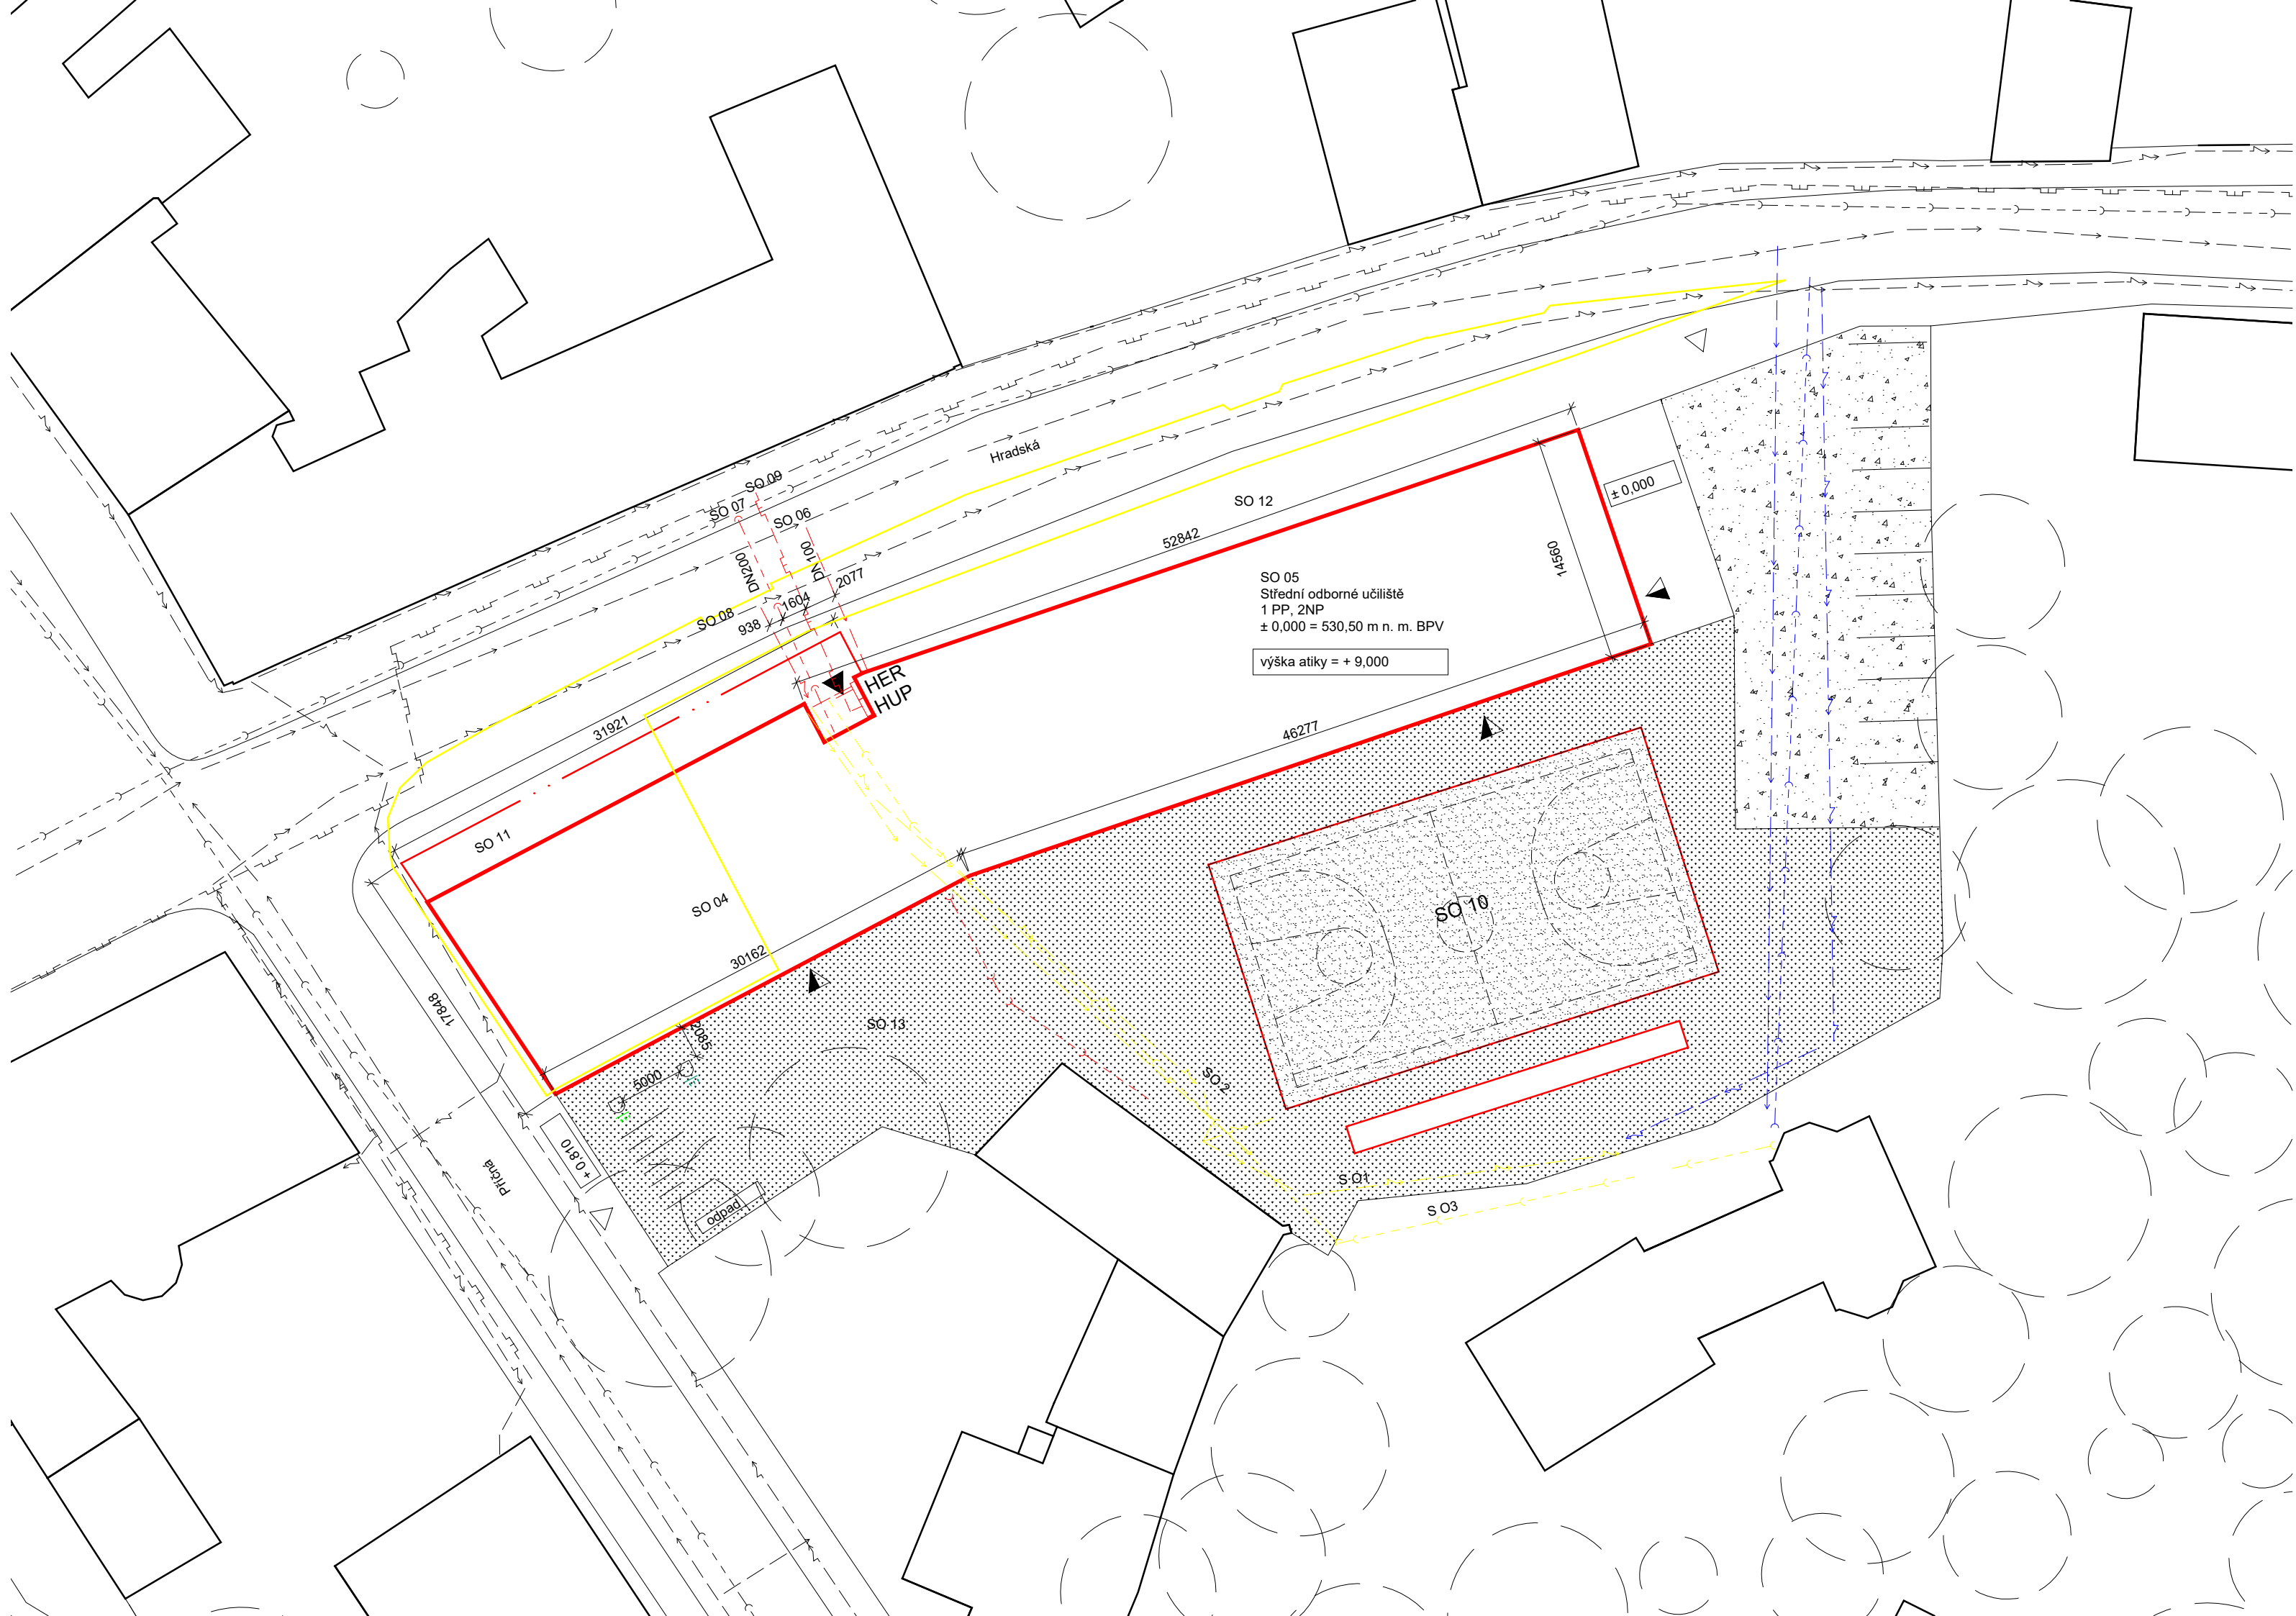 Hradská
SO 09
SO 07
SO 06
DN200
DN 100
2077
1604
SO 08
938
SO 12
52842
± 0,000
14560
SO 05
Střední odborné učiliště
1 PP, 2NP
± 0,000 = 530,50 m n. m. BPV
výška atiky = + 9,000
HER
HUP
31921
46277
SO 11
SO 04
SO 10
30162
17848
SO 13
2085
5000
SO 2
+ 0,810
Příčná
odpad
S O1
S O3